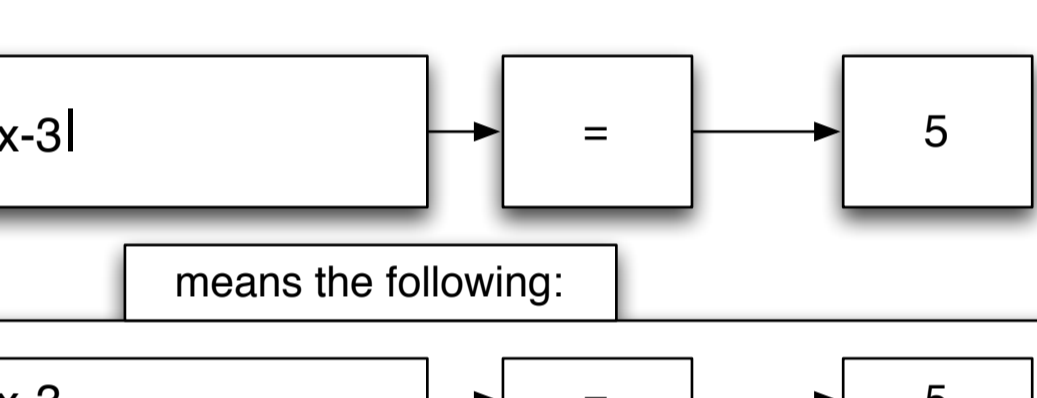 x-3| = 5
means the following: